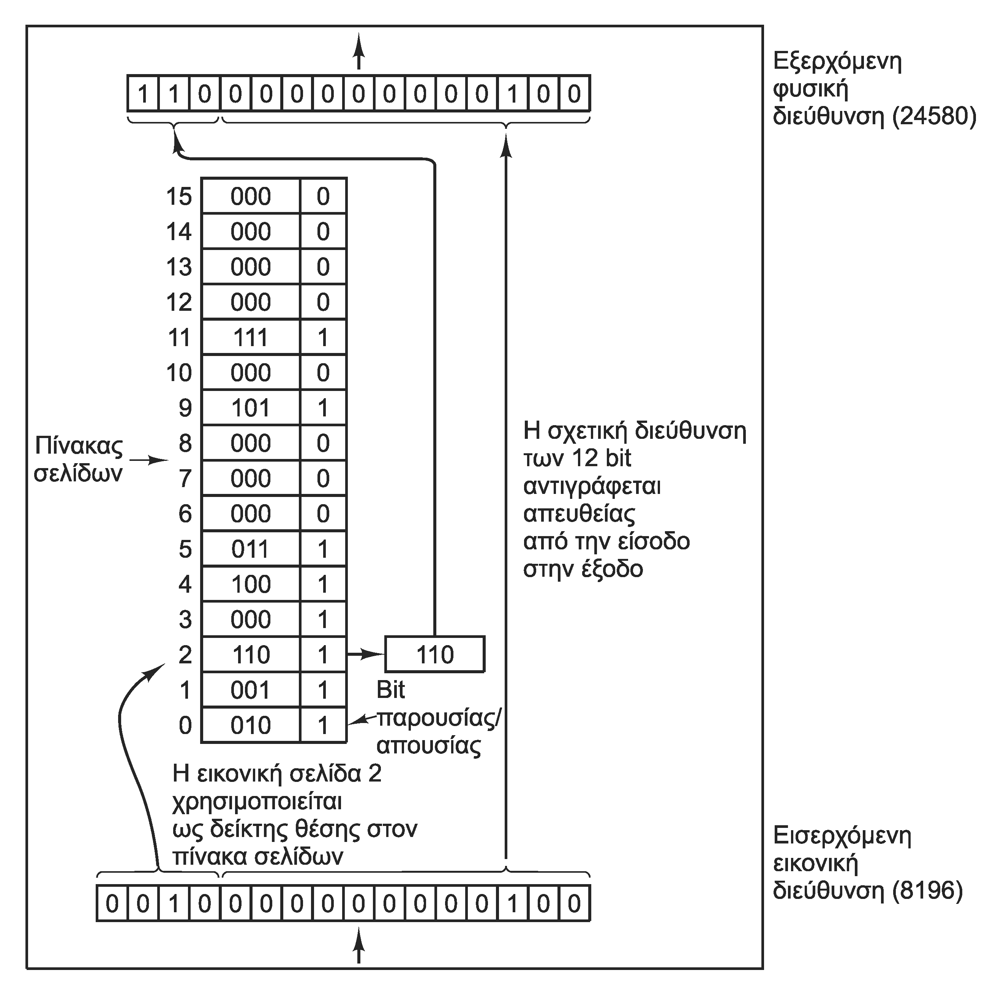 Εξερχόμενη
φυσική
διεύθυνση (24580)
1 1 0 0 0 0 0 0 0 0 0 0 1 0 0
15 000 0
14 000 0
13 000 0
12 000 0
11 111 1
10 000 0
9 101 1
8 000 0
7 000 0
6 000 0
5 011 1
4 100 1
3 000 1
2 110 1 110
1 001 1
0 010 1
Πίνακας
σελίδων
Η σχετική διεύθυνση
των 12 bit
αντιγράφεται
απευθείας
από την είσοδο
στην έξοδο
Bit
παρουσίας/
απουσίας
Η εικονική σελίδα 2
χρησιμοποιείται
ως δείκτης θέσης στον
πίνακα σελίδων
0 0 1 0 0 0 0 0 0 0 0 0 0 1 0 0
Εισερχόμενη
εικονική
διεύθυνση (8196)